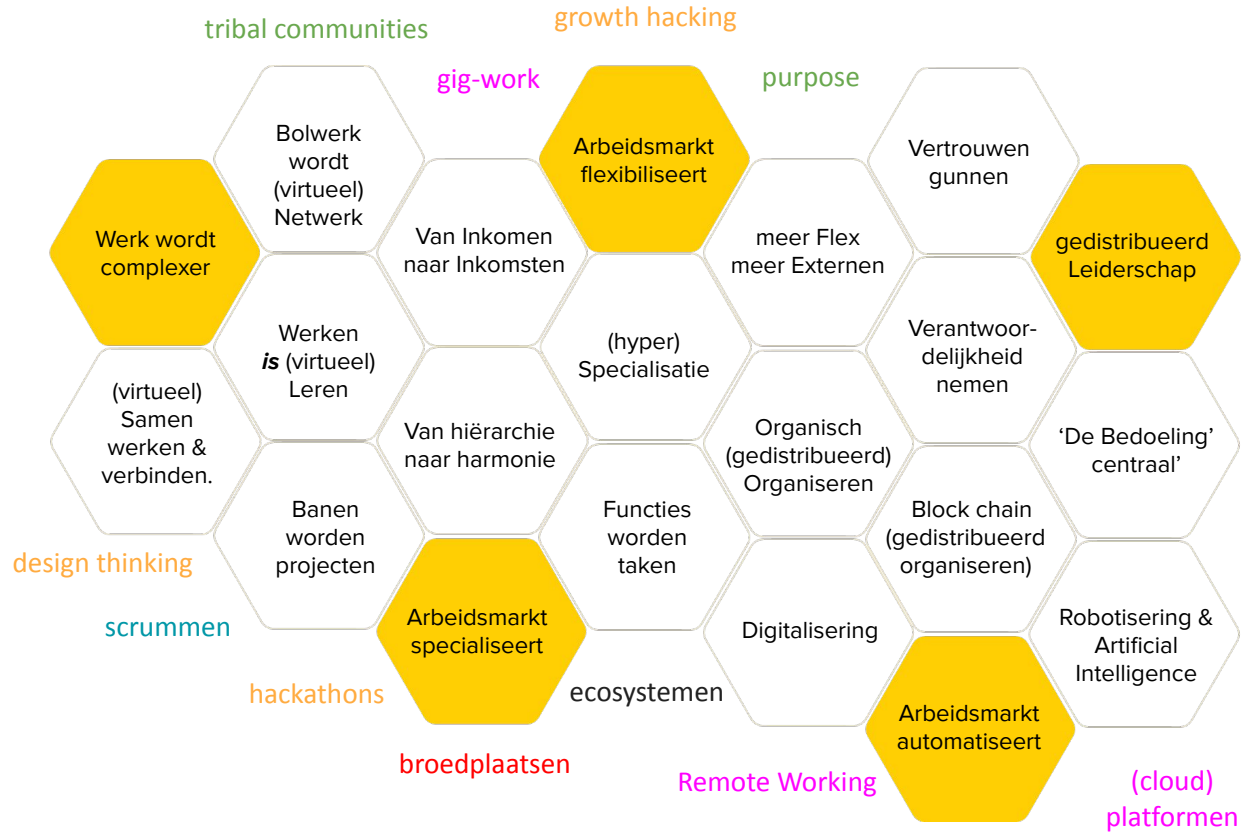 growth hacking
tribal communities
gig-work
purpose
Bolwerk
wordt
(virtueel)
Netwerk
Arbeidsmarkt
flexibiliseert
Vertrouwen
gunnen
Werk wordt
complexer
Van Inkomen
naar Inkomsten
meer Flex
meer Externen
gedistribueerd
Leiderschap
Werken
is (virtueel)
Leren
(hyper)
Specialisatie
Verantwoor-
delijkheid
nemen
(virtueel)
Samen
werken &
verbinden.
Van hiërarchie
naar harmonie
Organisch
(gedistribueerd)
Organiseren
‘De Bedoeling’
centraal’
Banen
worden
projecten
Functies
worden
taken
Block chain
(gedistribueerd
organiseren)
design thinking
scrummen
Arbeidsmarkt
specialiseert
Digitalisering
Robotisering &
Artificial
Intelligence
hackathons
ecosystemen
Arbeidsmarkt
automatiseert
broedplaatsen
Remote Working
(cloud)
platformen